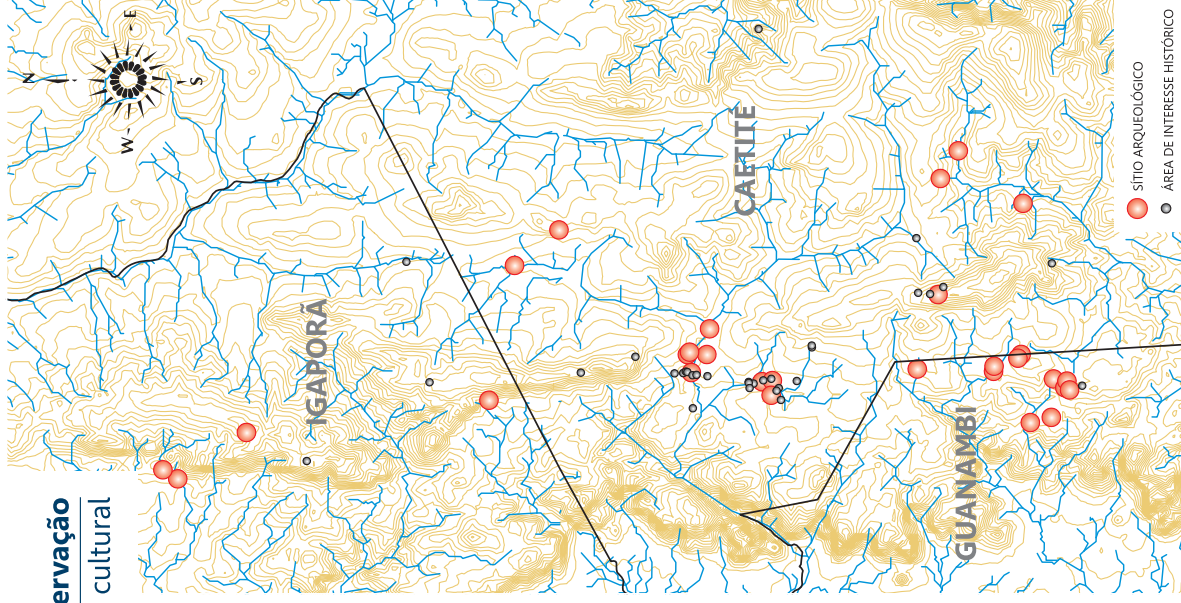 ervação
cultural
N
W
E
S
IGAPORÃ
CAETITÉ
GUANAMBI
SÍTIO ARQUEOLÓGICO
ÁREA DE INTERESSE HISTÓRICO